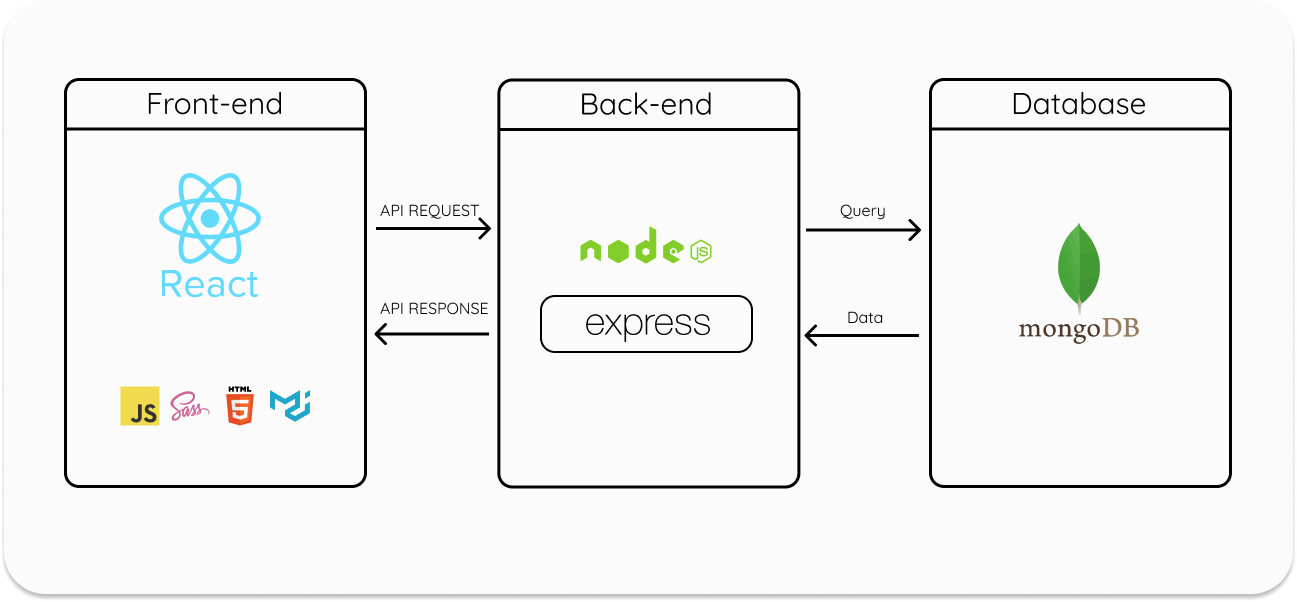 Front-end
React
JS
Sass
HTML
5
API REQUEST
API RESPONSE
Back-end
node
JS
express
Query
Data
Database
mongoDB